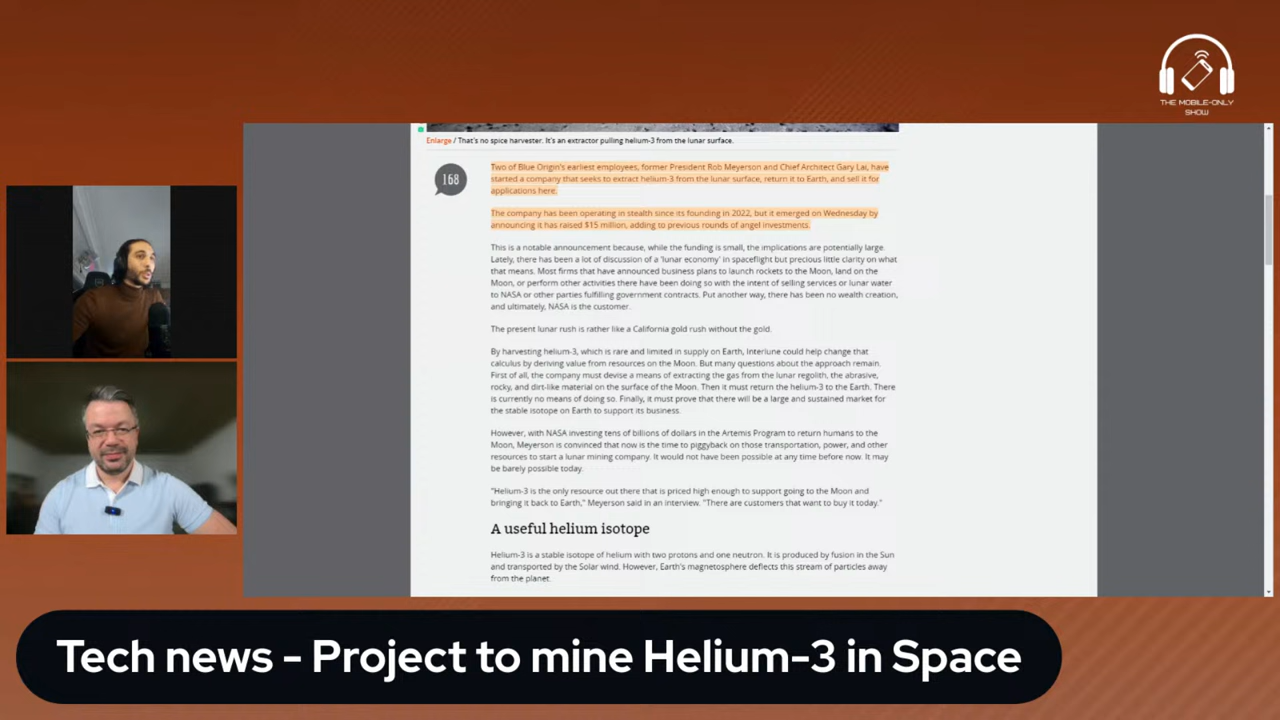 THE MOBILE-ONLY
SHOW
Enlarge / That's no spice harvester. It's an extractor pulling helium-3 from the lunar surface.
168
Two of Blue Origin's earliest employees, former President Rob Meyerson and Chief Architect Gary Lai, have
started a company that seeks to extract helium-3 from the lunar surface, return it to Earth, and sell it for
applications here.
The company has been operating in stealth since its founding in 2022, but it emerged on Wednesday by
announcing it has raised $15 million, adding to previous rounds of angel investments.
This is a notable announcement because, while the funding is small, the implications are potentially large.
Lately, there has been a lot of discussion of a 'lunar economy' in spaceflight but precious little clarity on what
that means. Most firms that have announced business plans to launch rockets to the Moon, land on the
Moon, or perform other activities there have been doing so with the intent of selling services or lunar water
to NASA or other parties fulfilling government contracts. Put another way, there has been no wealth creation,
and ultimately, NASA is the customer.
The present lunar rush is rather like a California gold rush without the gold.
By harvesting helium-3, which is rare and limited in supply on Earth, Interlune could help change that
calculus by deriving value from resources on the Moon. But many questions about the approach remain.
First of all, the company must devise a means of extracting the gas from the lunar regolith, the abrasive,
rocky, and dirt-like material on the surface of the Moon. Then it must return the helium-3 to the Earth. There
is currently no means of doing so. Finally, it must prove that there will be a large and sustained market for
the stable isotope on Earth to support its business.
However, with NASA investing tens of billions of dollars in the Artemis Program to return humans to the
Moon, Meyerson is convinced that now is the time to piggyback on those transportation, power, and other
resources to start a lunar mining company. It would not have been possible at any time before now. It may
be barely possible today.
"Helium-3 is the only resource out there that is priced high enough to support going to the Moon and
bringing it back to Earth," Meyerson said in an interview. "There are customers that want to buy it today."
A useful helium isotope
Helium-3 is a stable isotope of helium with two protons and one neutron. It is produced by fusion in the Sun
and transported by the Solar wind. However, Earth's magnetosphere deflects this stream of particles away
from the planet.
Tech news - Project to mine Helium-3 in Space